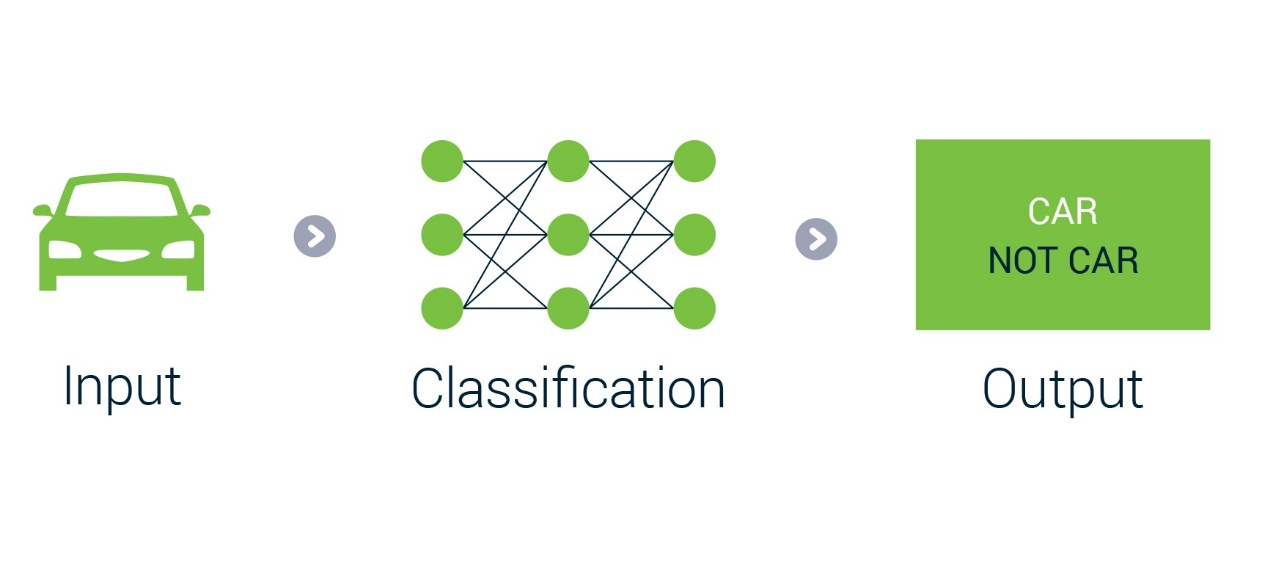 CAR
NOT CAR
Input
Classification
Output